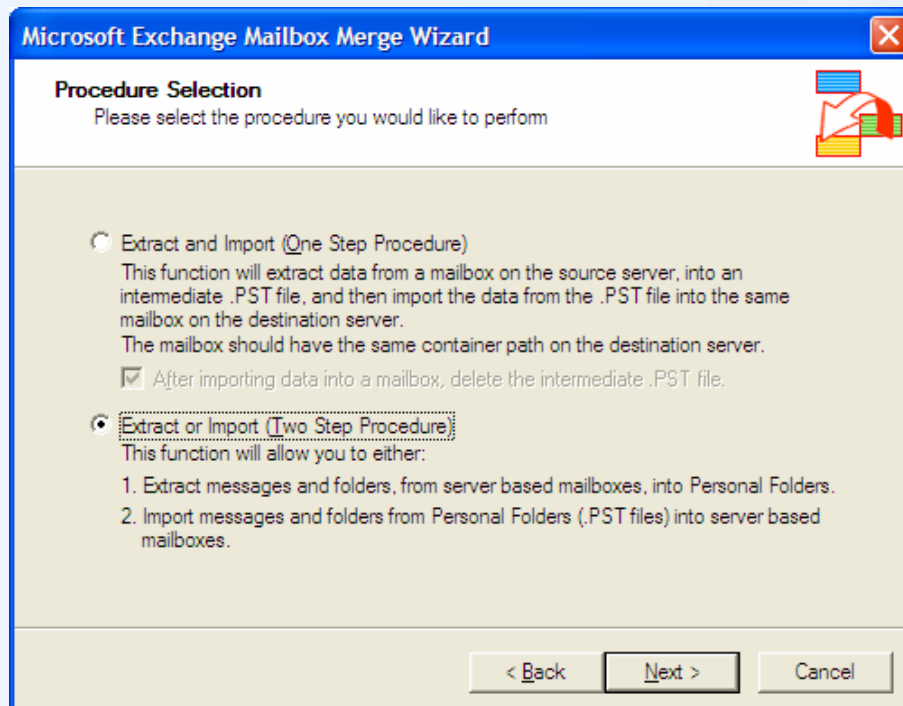 Microsoft Exchange Mailbox Merge Wizard
Procedure Selection
Please select the procedure you would like to perform
Extract and Import (One Step Procedure)
This function will extract data from a mailbox on the source server, into an
intermediate .PST file, and then import the data from the .PST file into the same
mailbox on the destination server.
The mailbox should have the same container path on the destination server.
After importing data into a mailbox, delete the intermediate .PST file.
Extract or Import (Two Step Procedure)
This function will allow you to either:
1. Extract messages and folders, from server based mailboxes, into Personal Folders.
2. Import messages and folders from Personal Folders (.PST files) into server based
mailboxes.
< Back Next > Cancel